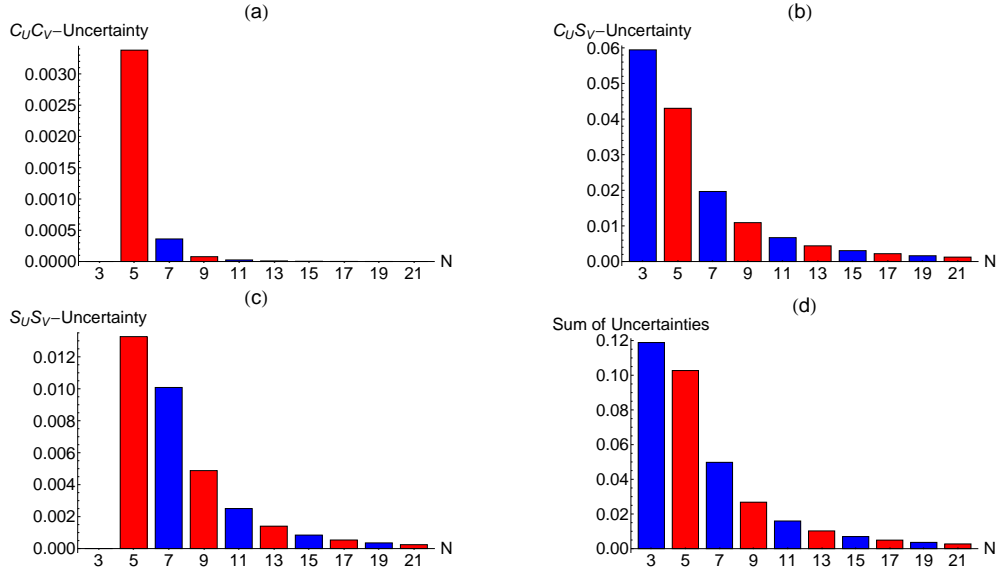 (a)
C_U C_V−Uncertainty
0.0030
0.0025
0.0020
0.0015
0.0010
0.0005
0.0000
3 5 7 9 11 13 15 17 19 21 N
(b)
C_U S_V−Uncertainty
0.06
0.05
0.04
0.03
0.02
0.01
0.00
3 5 7 9 11 13 15 17 19 21 N
(c)
S_U S_V−Uncertainty
0.012
0.010
0.008
0.006
0.004
0.002
0.000
3 5 7 9 11 13 15 17 19 21 N
(d)
Sum of Uncertainties
0.12
0.10
0.08
0.06
0.04
0.02
0.00
3 5 7 9 11 13 15 17 19 21 N